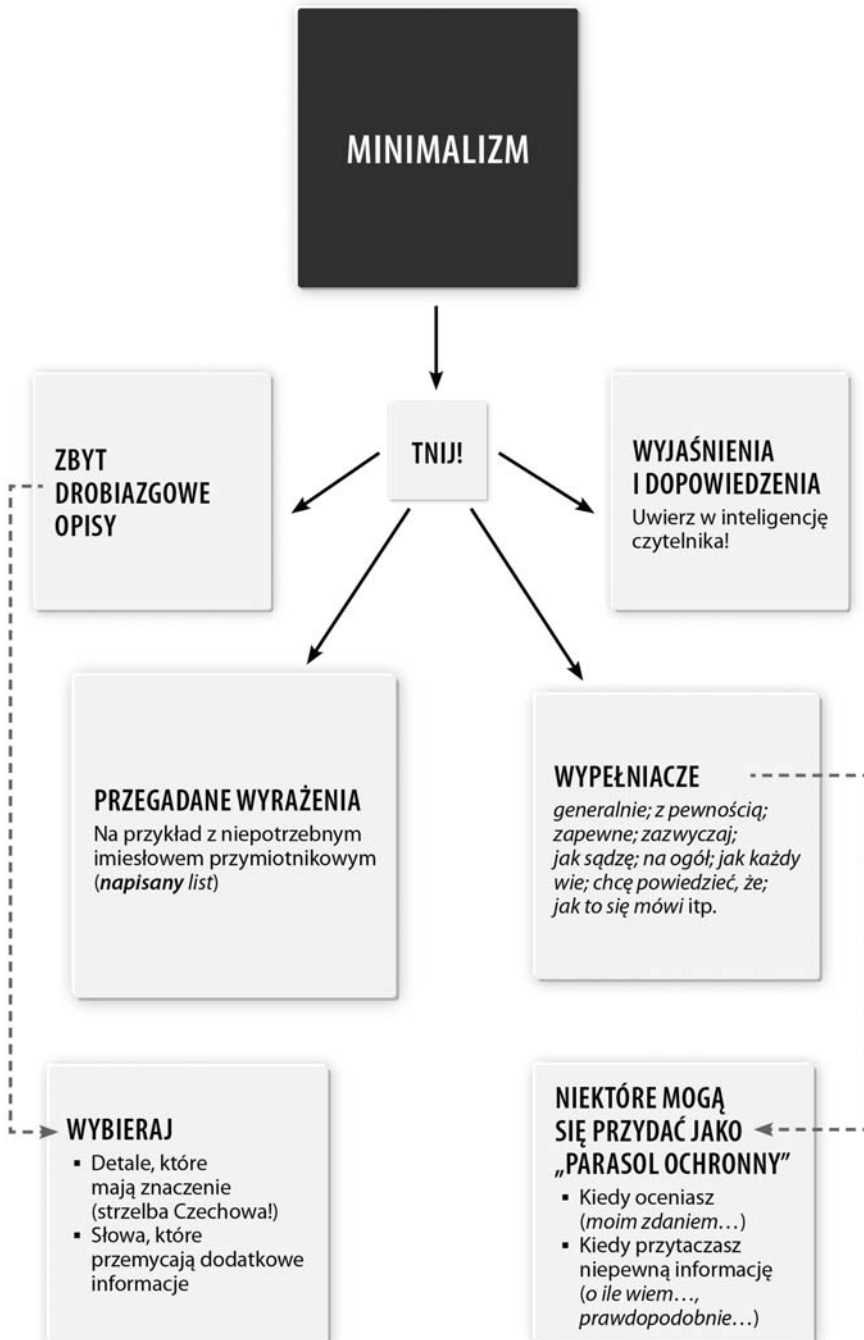 MINIMALIZM
TNIJ!
ZBYT
DROBIAZGOWE
OPISY
WYJAŚNIENIA
I DOPOWIEDZENIA
Uwierz w inteligencję
czytelnika!
PRZEGADANE WYRAŻENIA
Na przykład z niepotrzebnym
imiesłowem przymiotnikowym
(napisany list)
WYPEŁNIACZE
generalnie; z pewnością;
zapewne; zazwyczaj;
jak sądzę; na ogół; jak każdy
wie; chcę powiedzieć, że;
jak to się mówi itp.
WYBIERAJ
▪ Detale, które
mają znaczenie
(strzelba Czechowa!)
▪ Słowa, które
przemycają dodatkowe
informacje
NIEKTÓRE MOGĄ
SIĘ PRZYDAĆ JAKO
„PARASOL OCHRONNY”
▪ Kiedy oceniasz
(moim zdaniem…)
▪ Kiedy przytaczasz
niepewną informację
(o ile wiem…,
prawdopodobnie…)